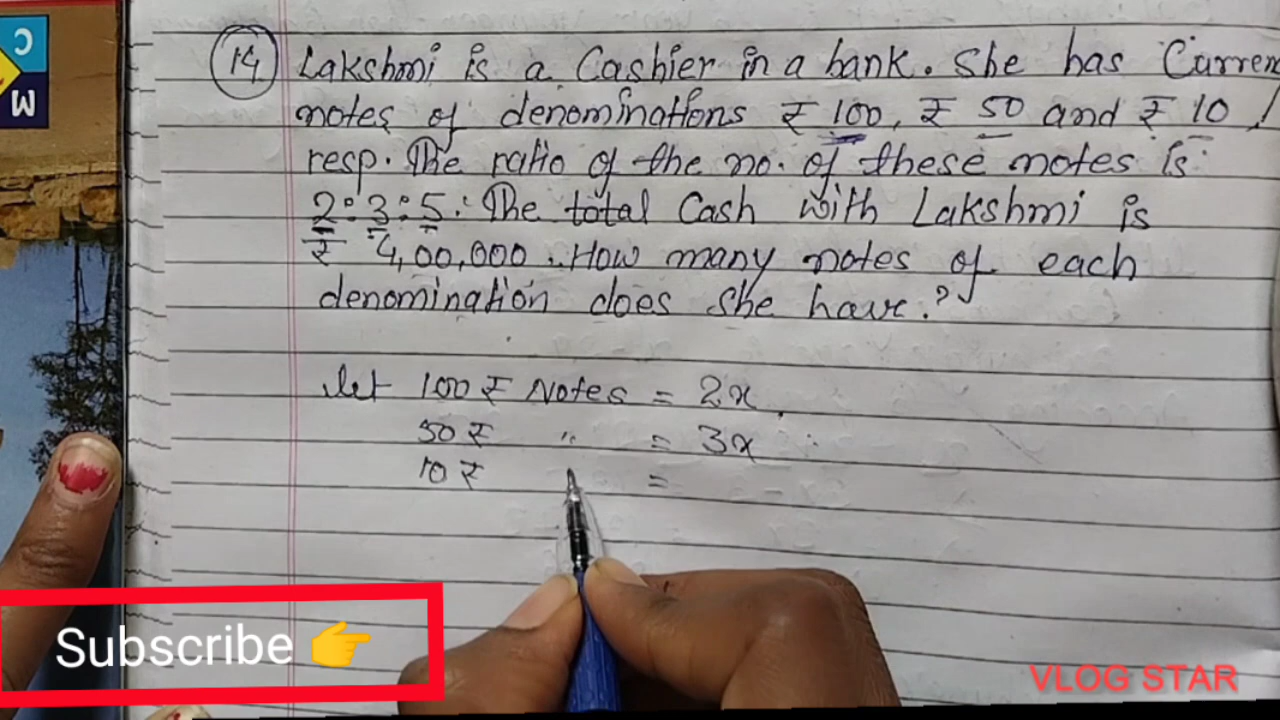 C
M
14 Lakshmi is a Cashier in a bank. She has Curren
notes of denominations ₹ 100, ₹ 50 and ₹ 10 /
resp. The ratio of the no. of these notes is
2:3:5. The total Cash with Lakshmi is
₹ 4,00,000. How many notes of each
denomination does she have?
let 100 ₹ Notes = 2x
50 ₹ " = 3x
10 ₹ =
Subscribe 👉
VLOG STAR